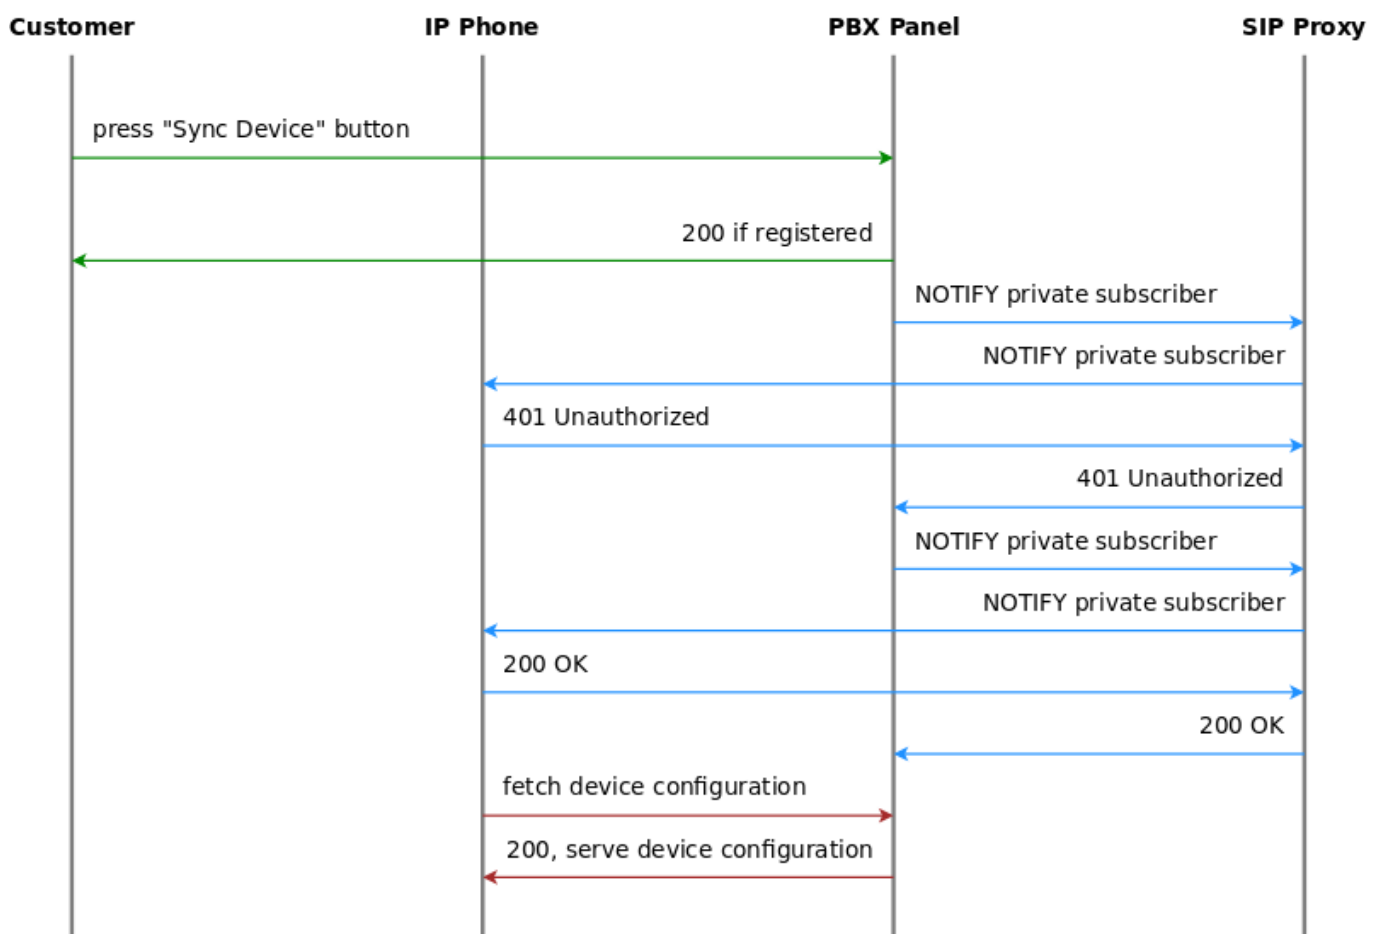 Customer IP Phone PBX Panel SIP Proxy
press "Sync Device" button
200 if registered
NOTIFY private subscriber
NOTIFY private subscriber
401 Unauthorized
401 Unauthorized
NOTIFY private subscriber
NOTIFY private subscriber
200 OK
200 OK
fetch device configuration
200, serve device configuration